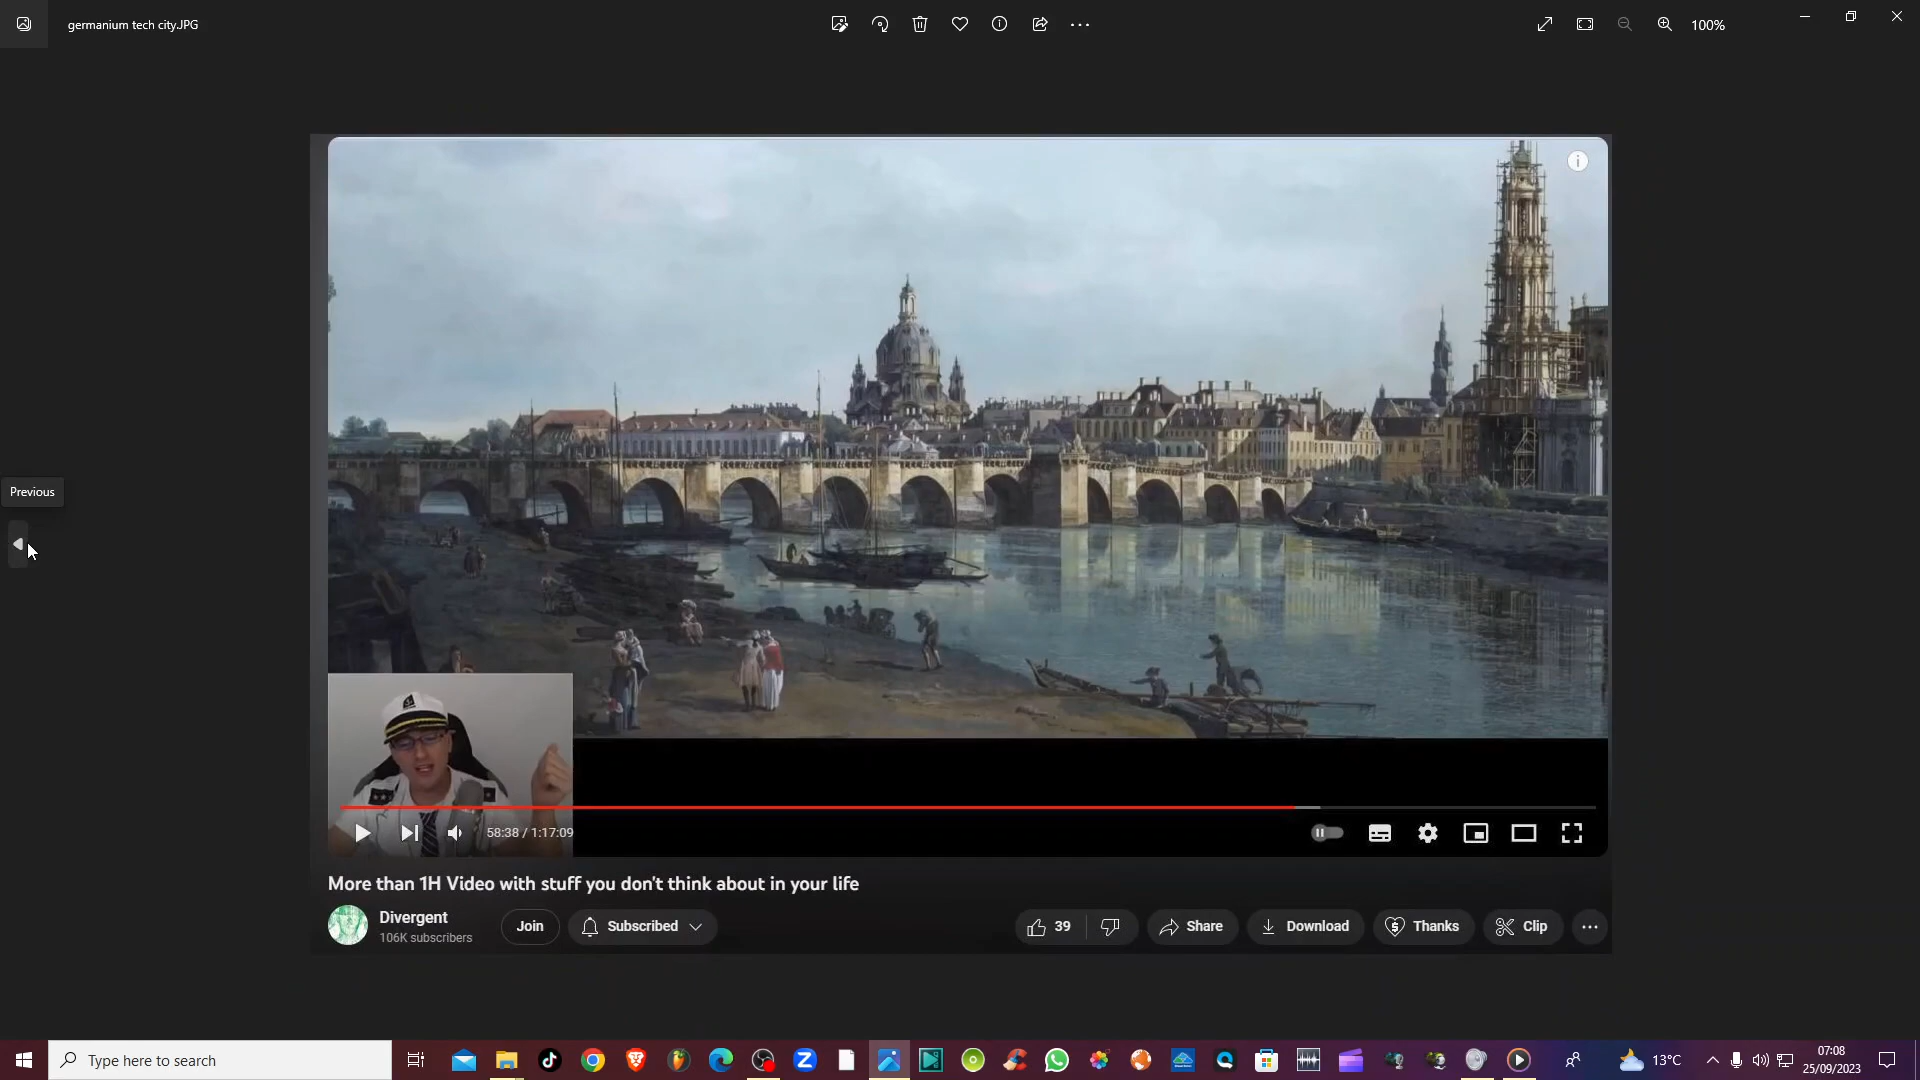 germanium tech city.JPG
100%
Previous
58:38 / 1:17:09
More than 1H Video with stuff you don't think about in your life
Divergent
106K subscribers
Join
Subscribed
39
Share
Download
Thanks
Clip
Type here to search
13°C
07:08
25/09/2023